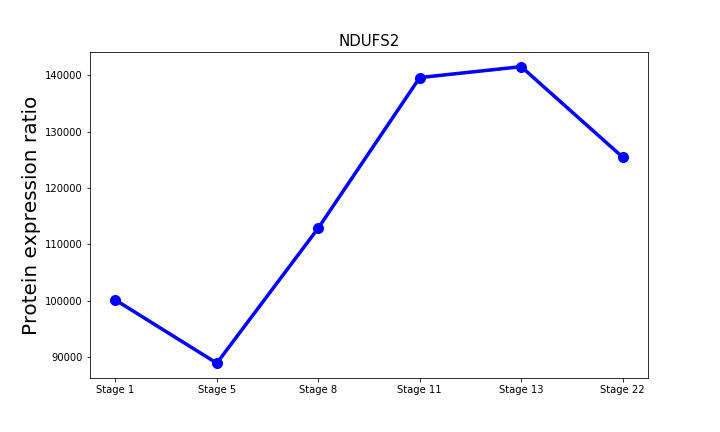 NDUFS2
Protein expression ratio
140000
130000
120000
110000
100000
90000
Stage 1 Stage 5 Stage 8 Stage 11 Stage 13 Stage 22